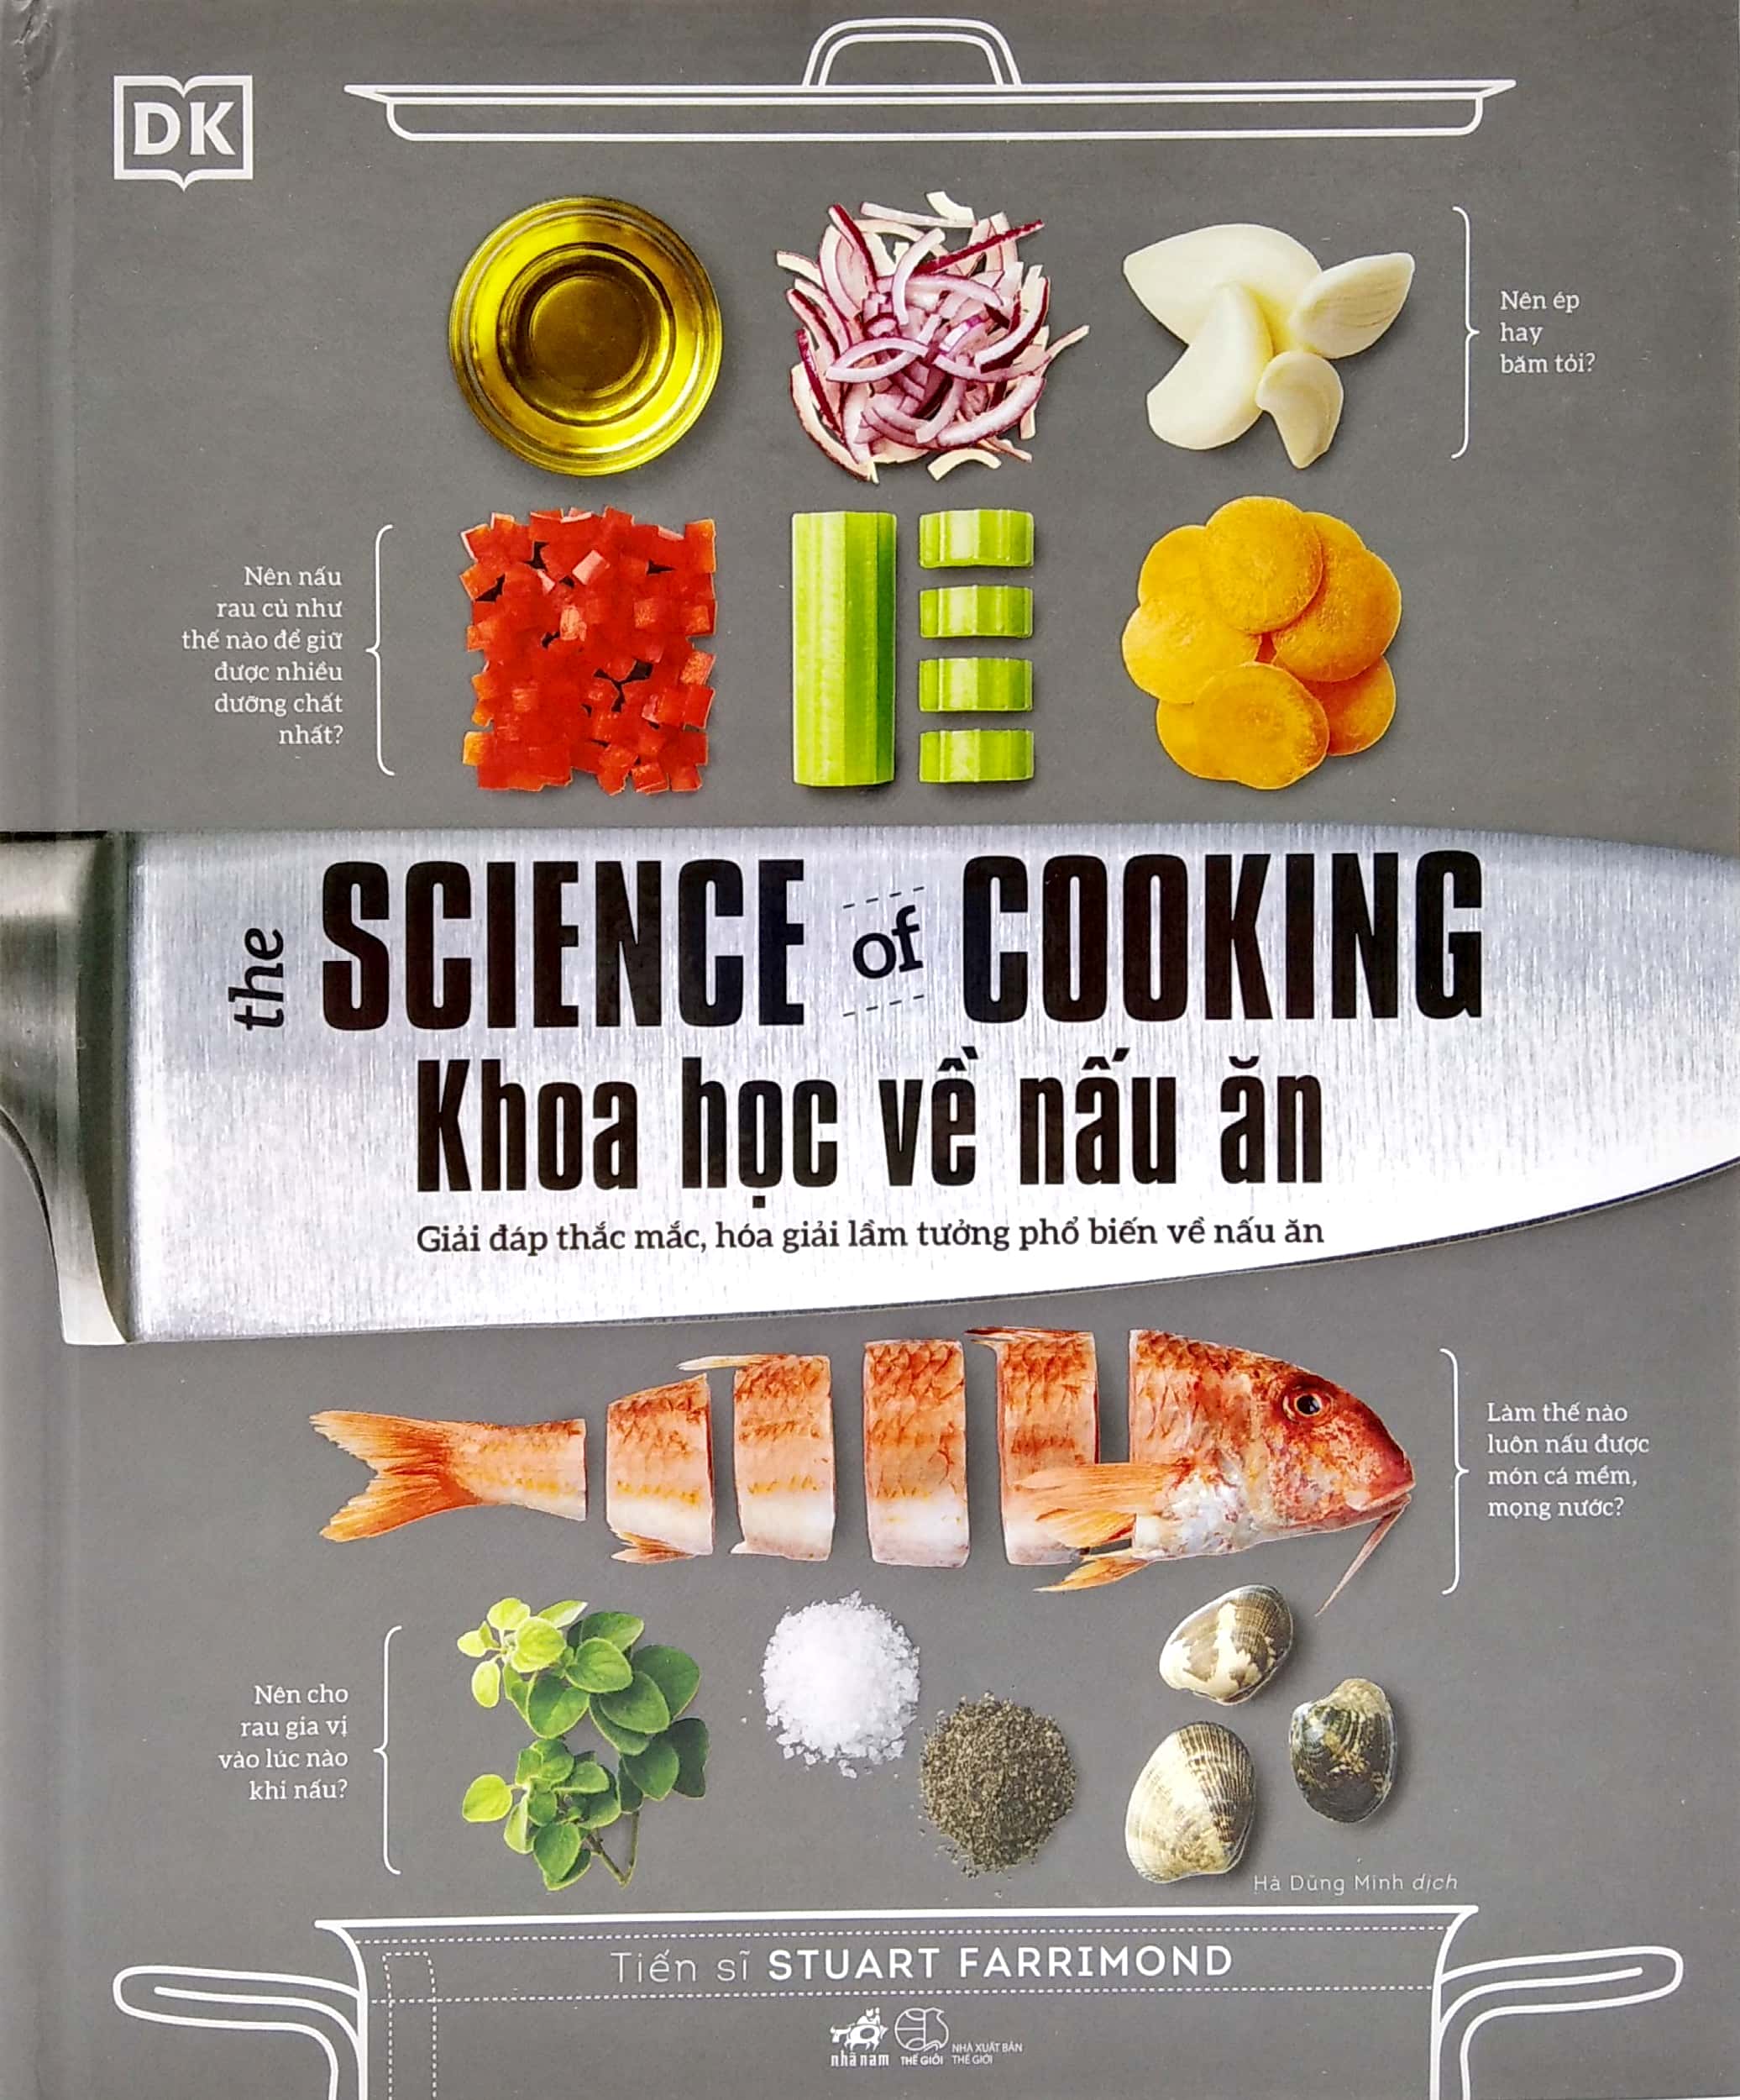 DK
Nên ép
hay
băm tỏi?
Nên nấu
rau củ như
thế nào để giữ
được nhiều
dưỡng chất
nhất?
the SCIENCE of COOKING
Khoa học về nấu ăn
Giải đáp thắc mắc, hóa giải lầm tưởng phổ biến về nấu ăn
Làm thế nào
luôn nấu được
món cá mềm,
mọng nước?
Nên cho
rau gia vị
vào lúc nào
khi nấu?
Hà Dũng Minh dịch
Tiến sĩ STUART FARRIMOND
nhã nam
THẾ GIỚI
NHÀ XUẤT BẢN
THẾ GIỚI